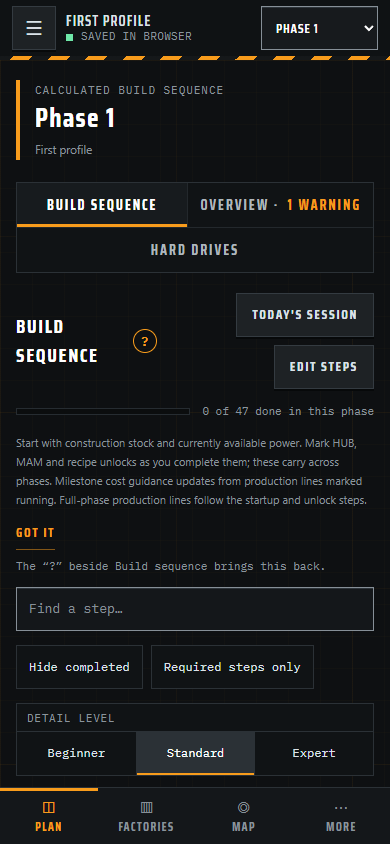 FIRST PROFILE
SAVED IN BROWSER
PHASE 1
CALCULATED BUILD SEQUENCE
Phase 1
First profile
BUILD SEQUENCE
OVERVIEW · 1 WARNING
HARD DRIVES
BUILD
SEQUENCE
?
TODAY'S SESSION
EDIT STEPS
0 of 47 done in this phase
Start with construction stock and currently available power. Mark HUB,
MAM and recipe unlocks as you complete them; these carry across
phases. Milestone cost guidance updates from production lines marked
running. Full-phase production lines follow the startup and unlock steps.
GOT IT
The “?” beside Build sequence brings this back.
Find a step…
Hide completed
Required steps only
DETAIL LEVEL
Beginner
Standard
Expert
PLAN
FACTORIES
MAP
MORE